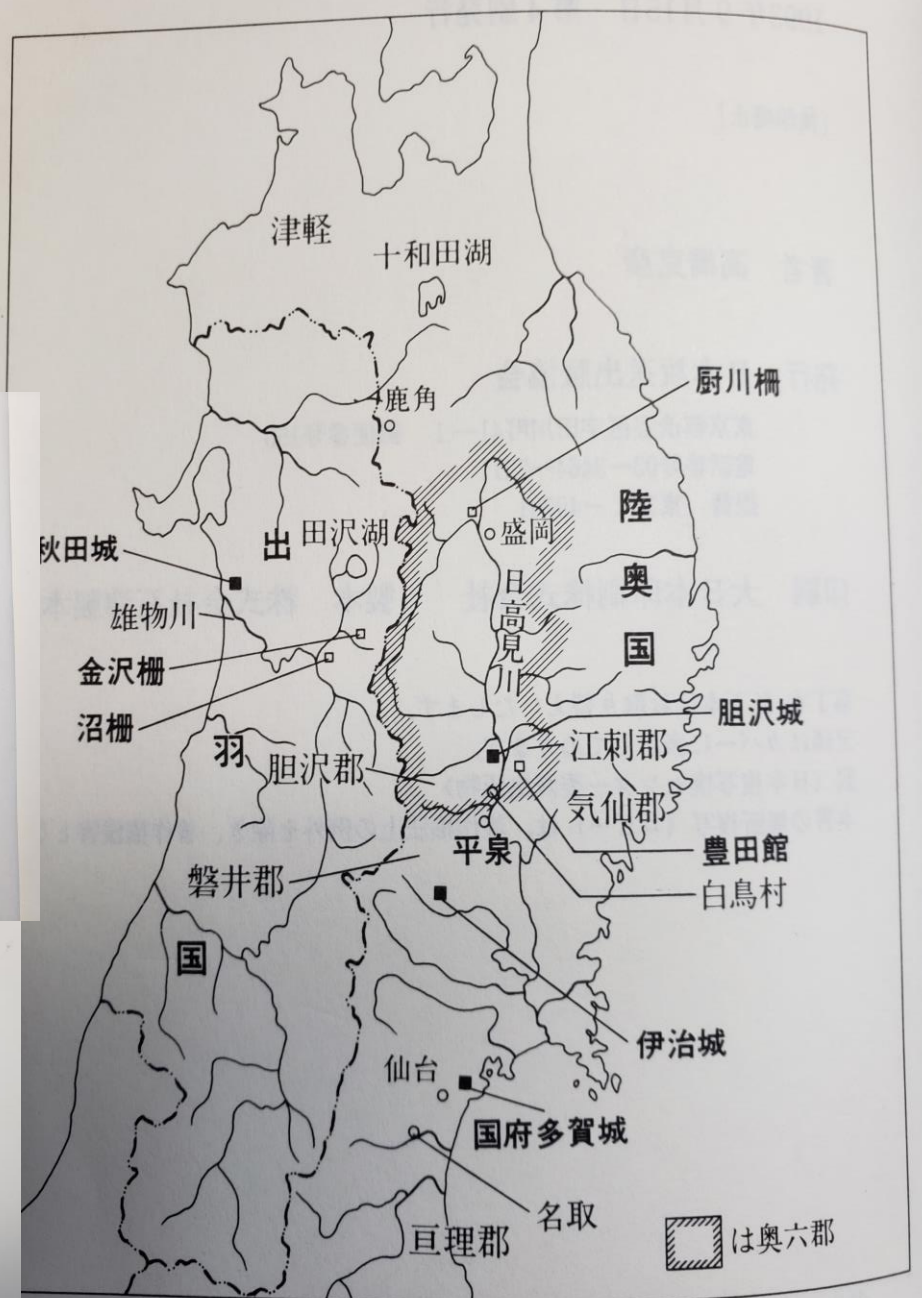 津軽
十和田湖
鹿角
厨川柵
盛岡
陸奥国
田沢湖
出羽国
秋田城
雄物川
日高見川
金沢柵
沼柵
胆沢城
江刺郡
胆沢郡
気仙郡
平泉
豊田館
磐井郡
白鳥村
伊治城
仙台
国府多賀城
名取
亘理郡
は奥六郡